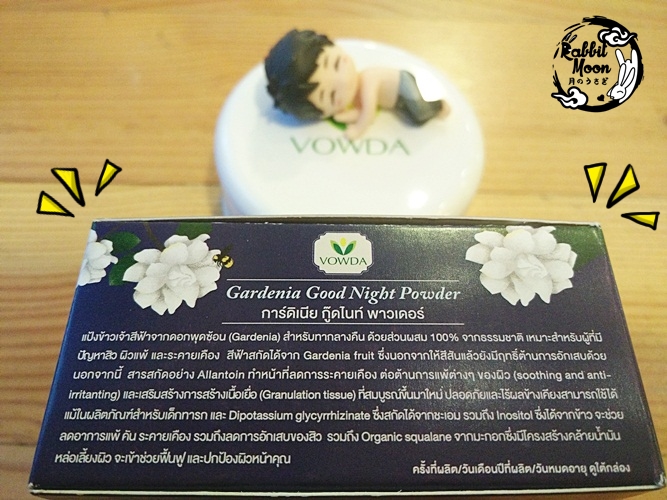 Rabbit
Moon
月のうさぎ
VOWDA
VOWDA
Gardenia Good Night Powder
การ์ดิเนีย กู๊ดไนท์ พาวเดอร์
แป้งข้าวเจ้าสีฟ้าจากดอกพุดซ้อน (Gardenia) สำหรับทากลางคืน ด้วยส่วนผสม 100% จากธรรมชาติ เหมาะสำหรับผู้ที่มี
ปัญหาสิว ผิวแพ้ และระคายเคือง สีฟ้าสกัดได้จาก Gardenia fruit ซึ่งนอกจากให้สีสันแล้วยังมีฤทธิ์ต้านการอักเสบด้วย
นอกจากนี้ สารสกัดอย่าง Allantoin ทำหน้าที่ลดการระคายเคือง ต่อต้านการแพ้ต่างๆ ของผิว (soothing and anti-
irritanting) และเสริมสร้างการสร้างเนื้อเยื่อ (Granulation tissue) ที่สมบูรณ์ขึ้นมาใหม่ ปลอดภัยและไร้ผลข้างเคียงสามารถใช้ได้
แม้ในผลิตภัณฑ์สำหรับเด็กทารก และ Dipotassium glycyrrhizinate ซึ่งสกัดได้จากชะเอม รวมถึง Inositol ซึ่งได้จากข้าว จะช่วย
ลดอาการแพ้ คัน ระคายเคือง รวมถึงลดการอักเสบของสิว รวมถึง Organic squalane จากมะกอกซึ่งมีโครงสร้างคล้ายน้ำมัน
หล่อเลี้ยงผิว จะเข้าช่วยฟื้นฟู และปกป้องผิวหน้าคุณ
ครั้งที่ผลิต/วันเดือนปีที่ผลิต/วันหมดอายุ ดูใต้กล่อง